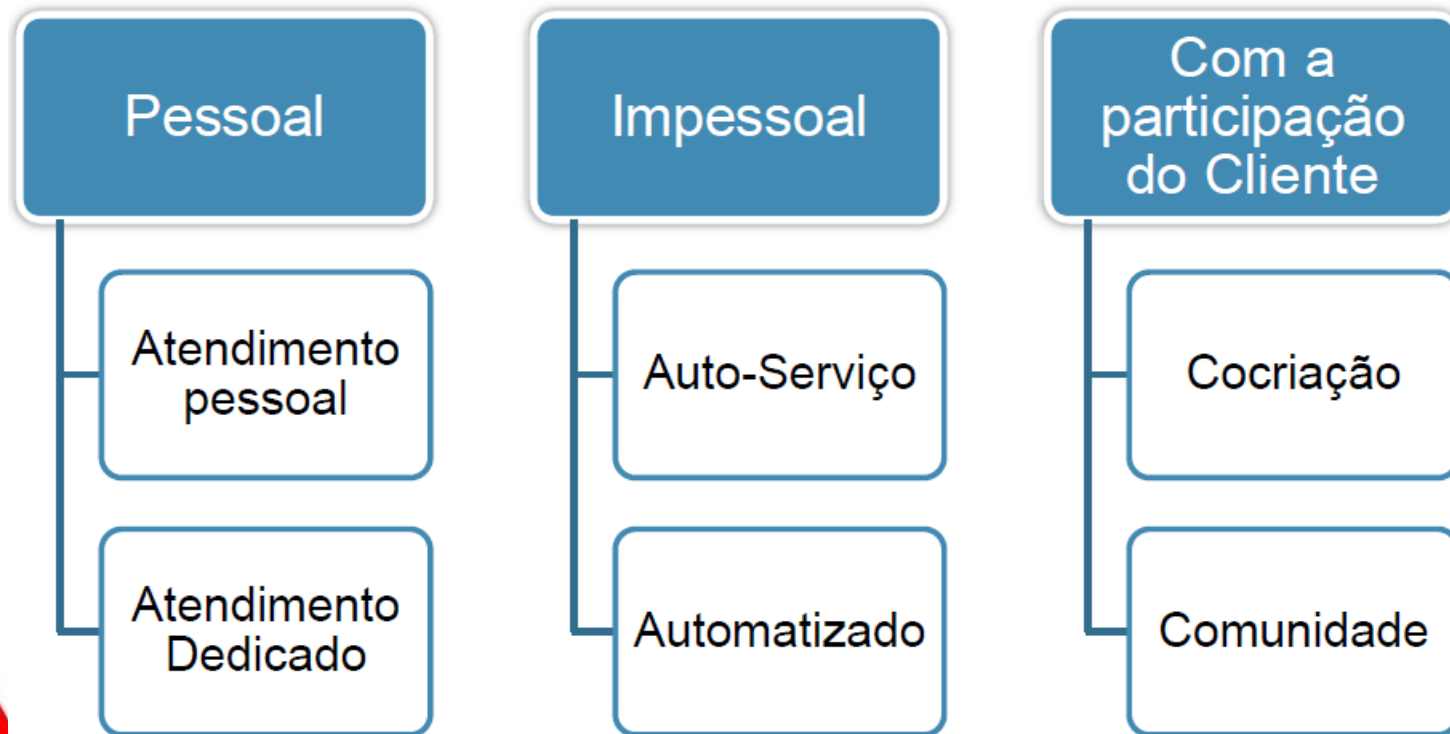 Pessoal
Atendimento
pessoal
Atendimento
Dedicado
Impessoal
Auto-Serviço
Automatizado
Com a
participação
do Cliente
Cocriação
Comunidade